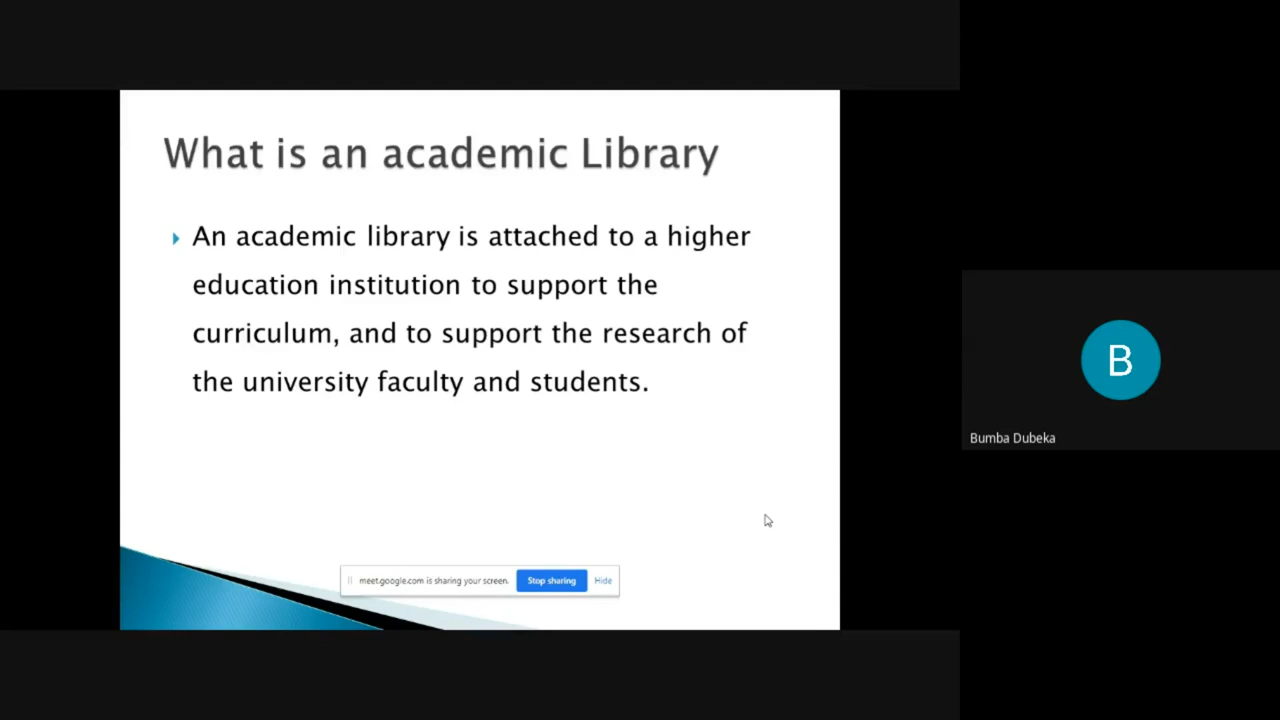 What is an academic Library
An academic library is attached to a higher
education institution to support the
curriculum, and to support the research of
the university faculty and students.
meet.google.com is sharing your screen.
Stop sharing
Hide
B
Bumba Dubeka